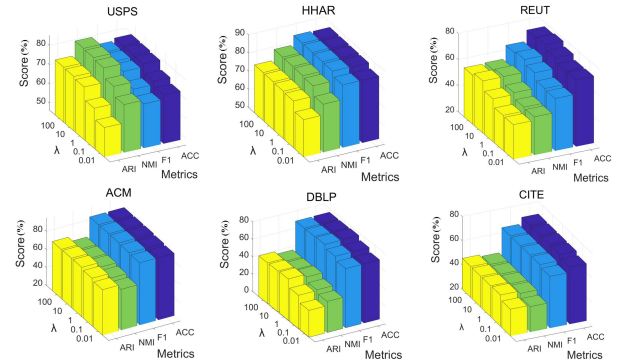 USPS
Score (%)
80
70
60
50
100
10
1
0.1
0.01
λ
ARI
NMI
F1
ACC
Metrics
HHAR
Score (%)
90
80
70
60
50
100
10
1
0.1
0.01
λ
ARI
NMI
F1
ACC
Metrics
REUT
Score (%)
80
60
40
20
100
10
1
0.1
0.01
λ
ARI
NMI
F1
ACC
Metrics
ACM
Score (%)
80
60
40
20
100
10
1
0.1
0.01
λ
ARI
NMI
F1
ACC
Metrics
DBLP
Score (%)
80
60
40
20
0
100
10
1
0.1
0.01
λ
ARI
NMI
F1
ACC
Metrics
CITE
Score (%)
80
60
40
20
100
10
1
0.1
0.01
λ
ARI
NMI
F1
ACC
Metrics